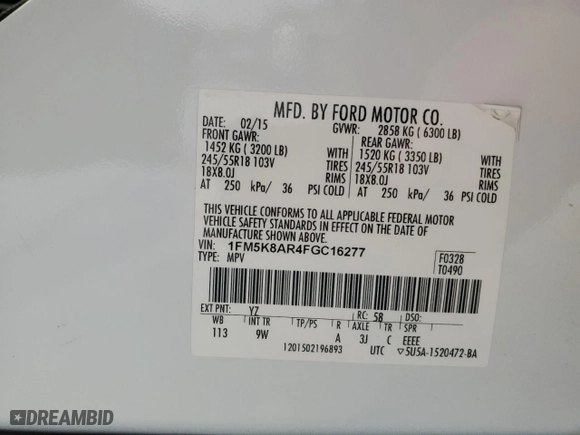 MFD. BY FORD MOTOR CO.
DATE: 02/15 GVWR: 2858 KG ( 6300 LB)
FRONT GAWR: REAR GAWR:
1452 KG ( 3200 LB) WITH 1520 KG ( 3350 LB) WITH
245/55R18 103V TIRES 245/55R18 103V TIRES
18X8.0J RIMS 18X8.0J RIMS
AT 250 kPa/ 36 PSI COLD AT 250 kPa/ 36 PSI COLD
THIS VEHICLE CONFORMS TO ALL APPLICABLE FEDERAL MOTOR
VEHICLE SAFETY STANDARDS IN EFFECT ON THE DATE OF
MANUFACTURE SHOWN ABOVE.
VIN: 1FM5K8AR4FGC16277 F0328
TYPE: MPV T0490
EXT PNT: YZ RC: 58 DSO:
WB INT TR TP/PS R AXLE TR SPR
113 9W A 3J C EEEE
1201502196893 UTC ▽5U5A-1520472-BA
DREAMBID